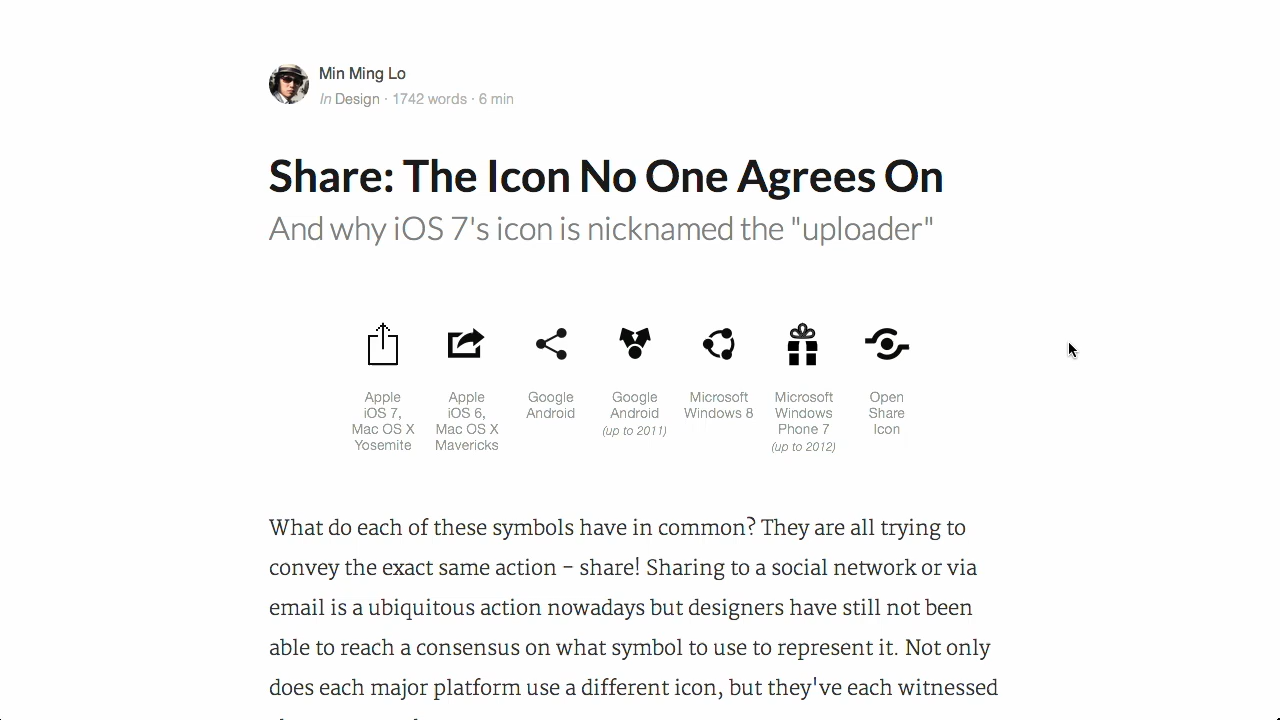 Min Ming Lo
In Design · 1742 words · 6 min
Share: The Icon No One Agrees On
And why iOS 7's icon is nicknamed the "uploader"
Apple
iOS 7,
Mac OS X
Yosemite
Apple
iOS 6,
Mac OS X
Mavericks
Google
Android
Google
Android
(up to 2011)
Microsoft
Windows 8
Microsoft
Windows
Phone 7
(up to 2012)
Open
Share
Icon
What do each of these symbols have in common? They are all trying to
convey the exact same action – share! Sharing to a social network or via
email is a ubiquitous action nowadays but designers have still not been
able to reach a consensus on what symbol to use to represent it. Not only
does each major platform use a different icon, but they've each witnessed